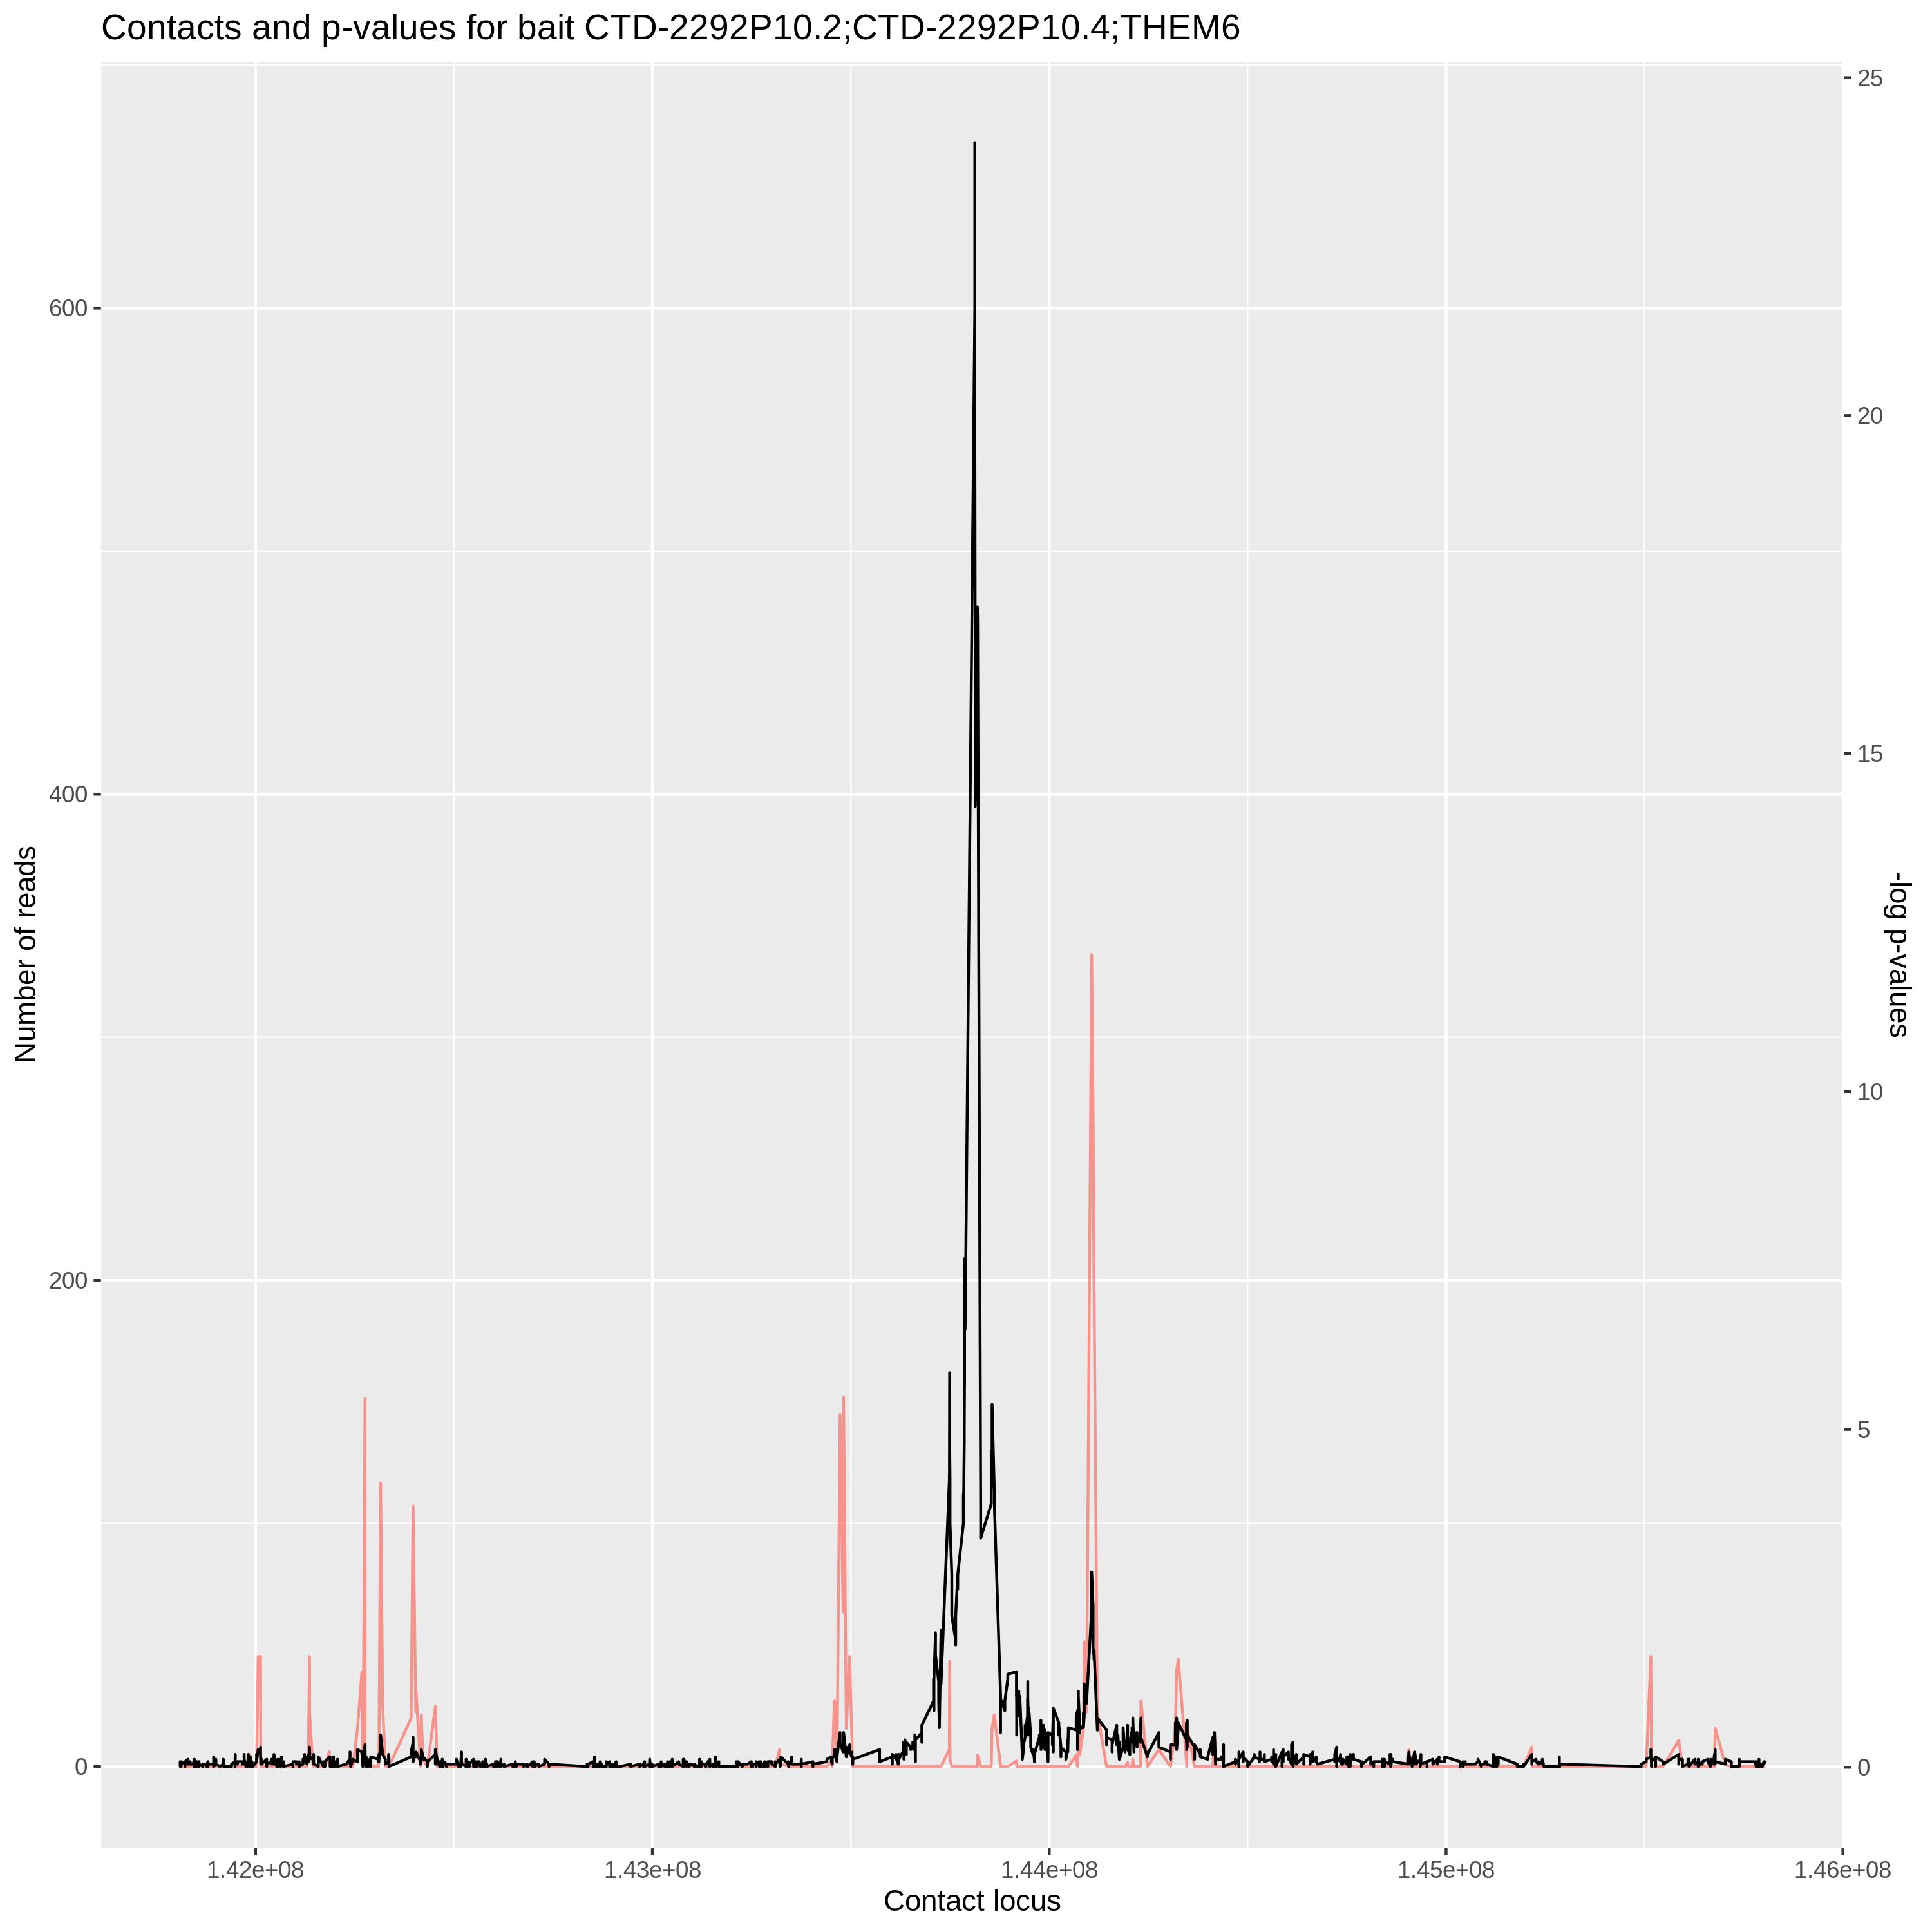 Contacts and p-values for bait CTD-2292P10.2;CTD-2292P10.4;THEM6
Number of reads
600
400
200
0
25
20
15
10
5
0
-log p-values
1.42e+08 1.43e+08 1.44e+08 1.45e+08 1.46e+08
Contact locus